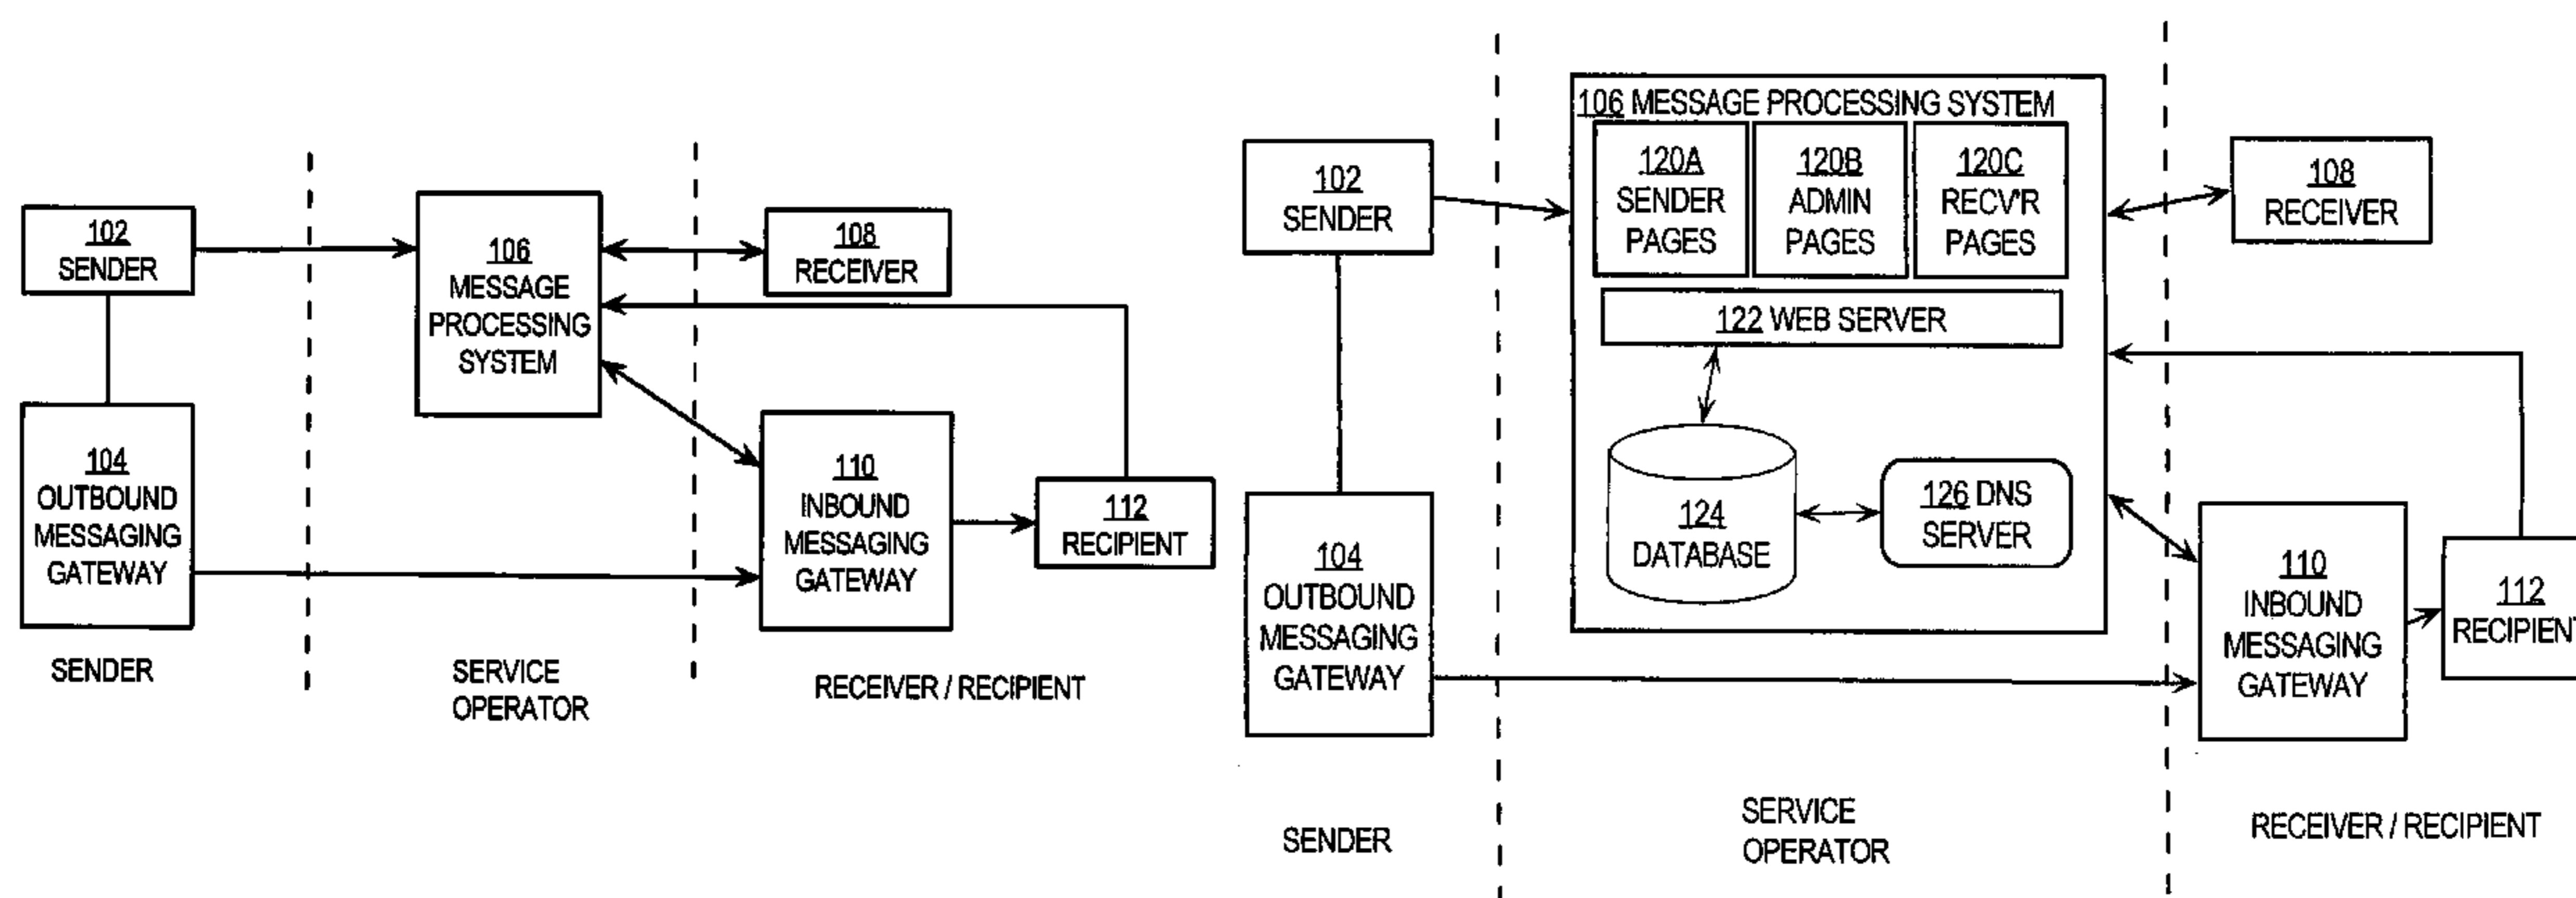 102
SENDER
104
OUTBOUND
MESSAGING
GATEWAY
SENDER
106
MESSAGE
PROCESSING
SYSTEM
SERVICE
OPERATOR
108
RECEIVER
110
INBOUND
MESSAGING
GATEWAY
112
RECIPIENT
RECEIVER / RECIPIENT
102
SENDER
104
OUTBOUND
MESSAGING
GATEWAY
SENDER
106 MESSAGE PROCESSING SYSTEM
120A
SENDER
PAGES
120B
ADMIN
PAGES
120C
RECV'R
PAGES
122 WEB SERVER
124
DATABASE
126 DNS
SERVER
SERVICE
OPERATOR
108
RECEIVER
110
INBOUND
MESSAGING
GATEWAY
112
RECIPIENT
RECEIVER / RECIPIENT